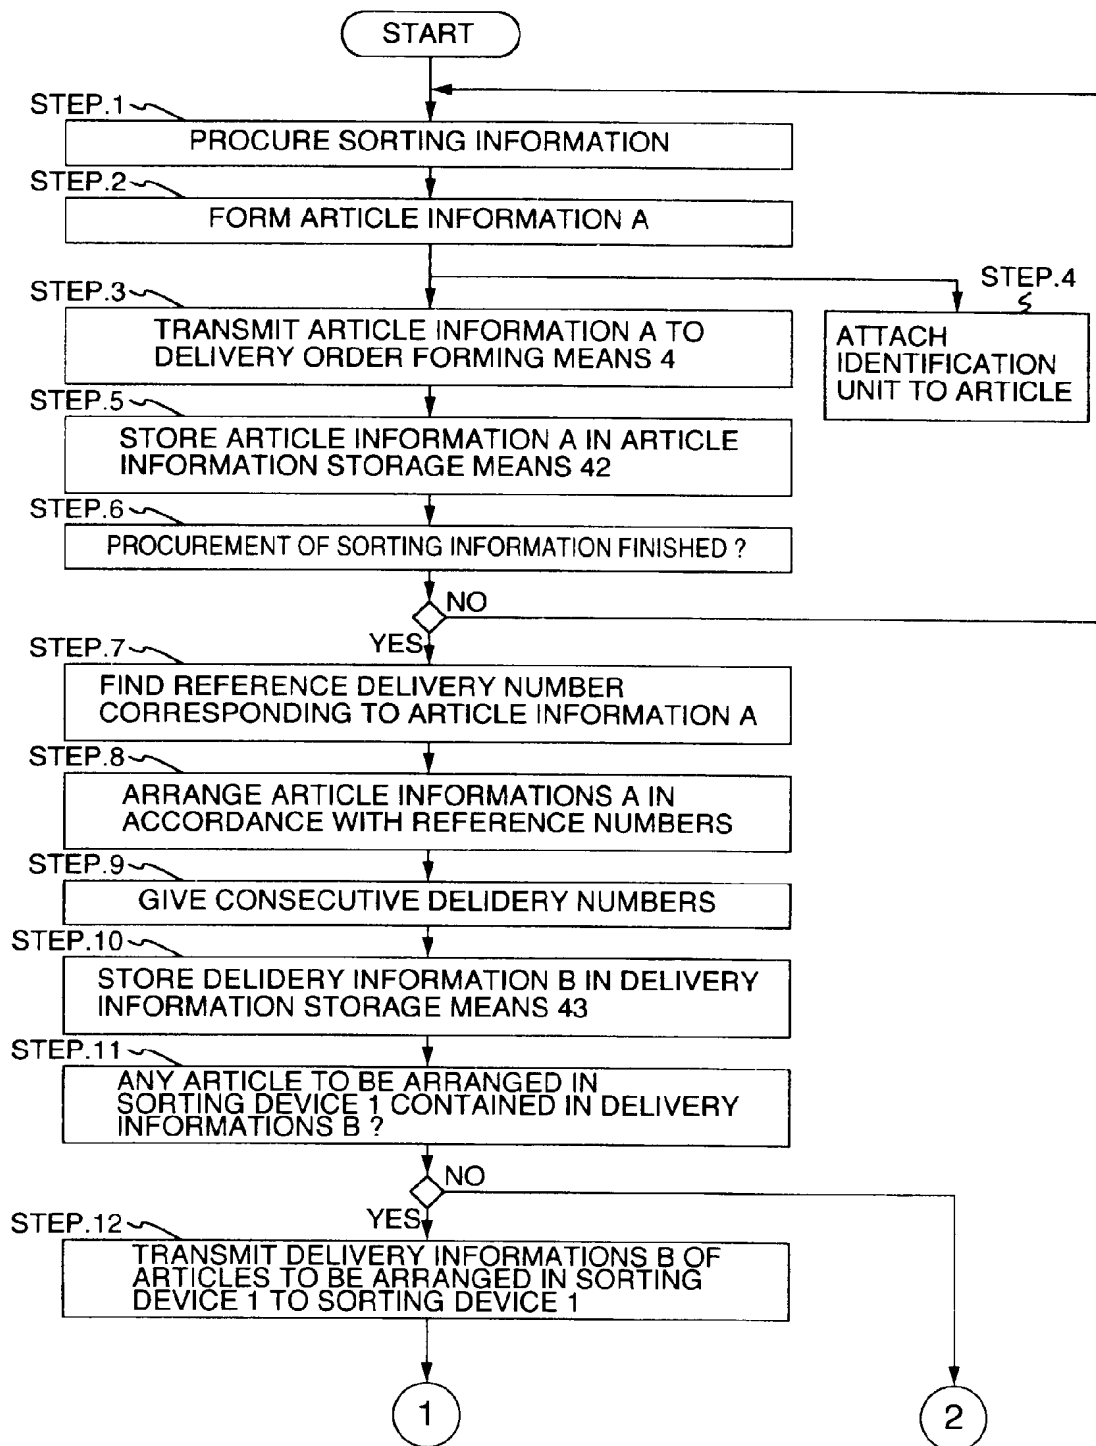 START
STEP.1
PROCURE SORTING INFORMATION
STEP.2
FORM ARTICLE INFORMATION A
STEP.3
TRANSMIT ARTICLE INFORMATION A TO
DELIVERY ORDER FORMING MEANS 4
STEP.4
ATTACH
IDENTIFICATION
UNIT TO ARTICLE
STEP.5
STORE ARTICLE INFORMATION A IN ARTICLE
INFORMATION STORAGE MEANS 42
STEP.6
PROCUREMENT OF SORTING INFORMATION FINISHED ?
NO
YES
STEP.7
FIND REFERENCE DELIVERY NUMBER
CORRESPONDING TO ARTICLE INFORMATION A
STEP.8
ARRANGE ARTICLE INFORMATIONS A IN
ACCORDANCE WITH REFERENCE NUMBERS
STEP.9
GIVE CONSECUTIVE DELIDERY NUMBERS
STEP.10
STORE DELIDERY INFORMATION B IN DELIVERY
INFORMATION STORAGE MEANS 43
STEP.11
ANY ARTICLE TO BE ARRANGED IN
SORTING DEVICE 1 CONTAINED IN DELIVERY
INFORMATIONS B ?
NO
YES
STEP.12
TRANSMIT DELIVERY INFORMATIONS B OF
ARTICLES TO BE ARRANGED IN SORTING
DEVICE 1 TO SORTING DEVICE 1
1
2